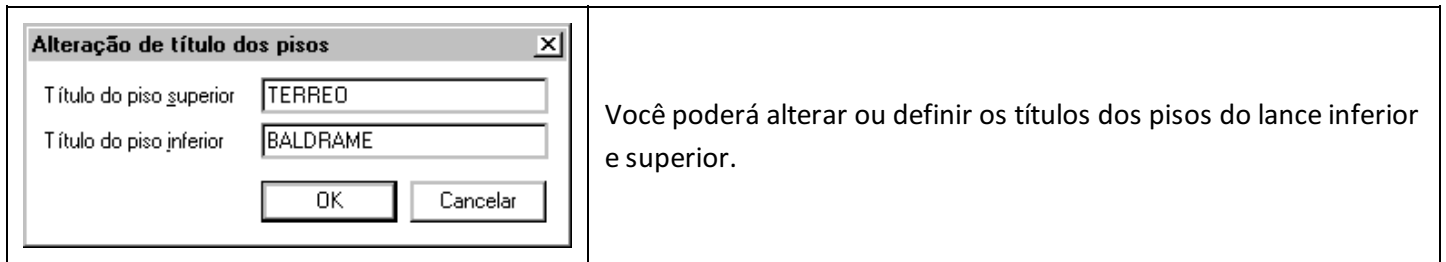 Alteração de título dos pisos
Título do piso superior TERREO
Título do piso inferior BALDRAME
OK Cancelar
Você poderá alterar ou definir os títulos dos pisos do lance inferior
e superior.